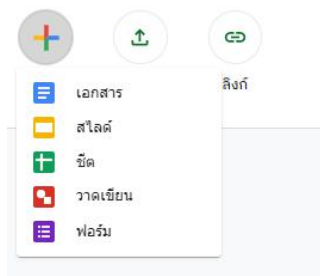 ลิงก์
เอกสาร
สไลด์
ชีต
วาดเขียน
ฟอร์ม